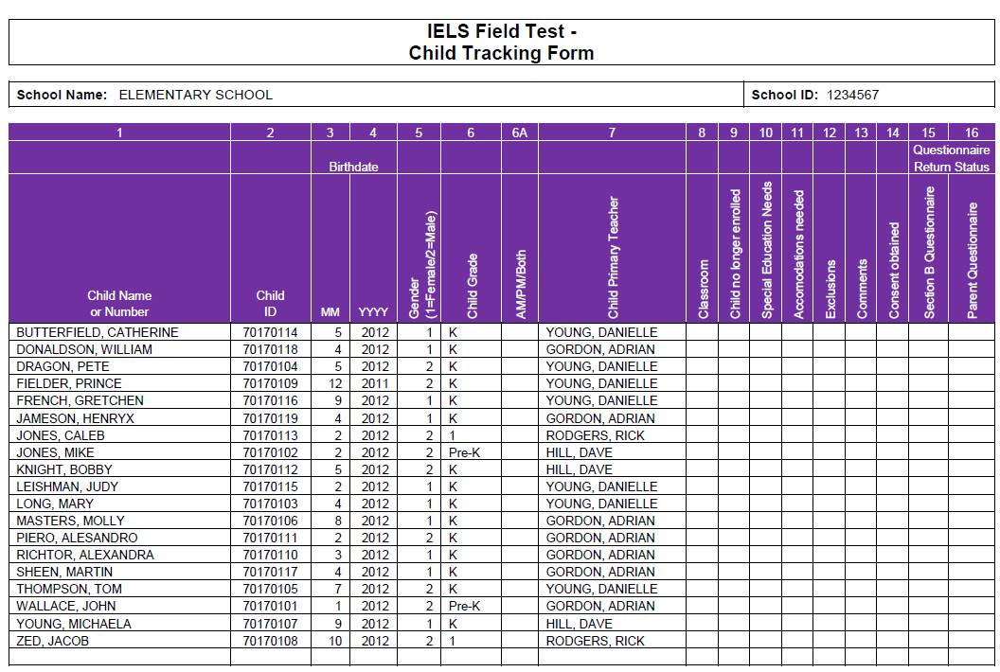 IELS Field Test -
Child Tracking Form
School Name: ELEMENTARY SCHOOL School ID: 1234567
1 2 3 4 5 6 6A 7 8 9 10 11 12 13 14 15 16
Questionnaire
Birthdate Return Status
Child Name or Number Child ID MM YYYY Gender (1=Female/2=Male) Child Grade AM/PM/Both Child Primary Teacher Classroom Child no longer enrolled Special Education Needs Accomodations needed Exclusions Comments Consent obtained Section B Questionnaire Parent Questionnaire
BUTTERFIELD, CATHERINE 70170114 5 2012 1 K YOUNG, DANIELLE
DONALDSON, WILLIAM 70170118 4 2012 1 K GORDON, ADRIAN
DRAGON, PETE 70170104 5 2012 2 K YOUNG, DANIELLE
FIELDER, PRINCE 70170109 12 2011 2 K YOUNG, DANIELLE
FRENCH, GRETCHEN 70170116 9 2012 1 K YOUNG, DANIELLE
JAMESON, HENRYX 70170119 4 2012 1 K GORDON, ADRIAN
JONES, CALEB 70170113 2 2012 2 1 RODGERS, RICK
JONES, MIKE 70170102 2 2012 2 Pre-K HILL, DAVE
KNIGHT, BOBBY 70170112 5 2012 2 K HILL, DAVE
LEISHMAN, JUDY 70170115 2 2012 1 K YOUNG, DANIELLE
LONG, MARY 70170103 4 2012 1 K YOUNG, DANIELLE
MASTERS, MOLLY 70170106 8 2012 1 K GORDON, ADRIAN
PIERO, ALESANDRO 70170111 2 2012 2 K GORDON, ADRIAN
RICHTOR, ALEXANDRA 70170110 3 2012 1 K GORDON, ADRIAN
SHEEN, MARTIN 70170117 4 2012 1 K GORDON, ADRIAN
THOMPSON, TOM 70170105 7 2012 2 K YOUNG, DANIELLE
WALLACE, JOHN 70170101 1 2012 2 Pre-K GORDON, ADRIAN
YOUNG, MICHAELA 70170107 9 2012 1 K HILL, DAVE
ZED, JACOB 70170108 10 2012 2 1 RODGERS, RICK